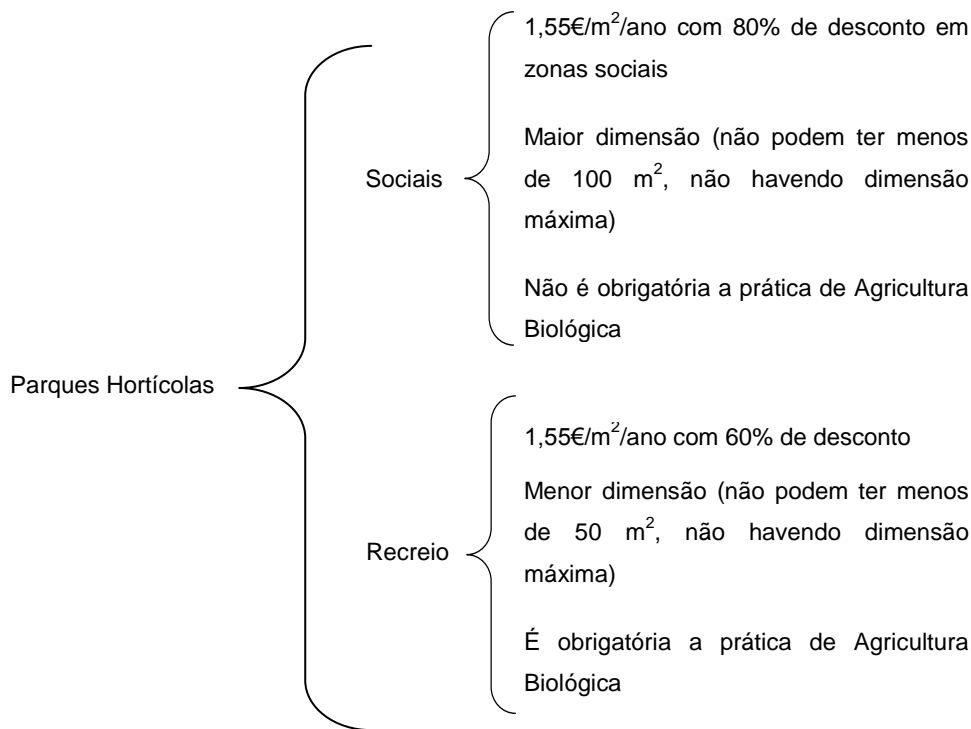 1,55€/m²/ano com 80% de desconto em
zonas sociais
Maior dimensão (não podem ter menos
de 100 m², não havendo dimensão
máxima)
Sociais
Não é obrigatória a prática de Agricultura
Biológica
Parques Hortícolas
1,55€/m²/ano com 60% de desconto
Menor dimensão (não podem ter menos
de 50 m², não havendo dimensão
máxima)
Recreio
É obrigatória a prática de Agricultura
Biológica